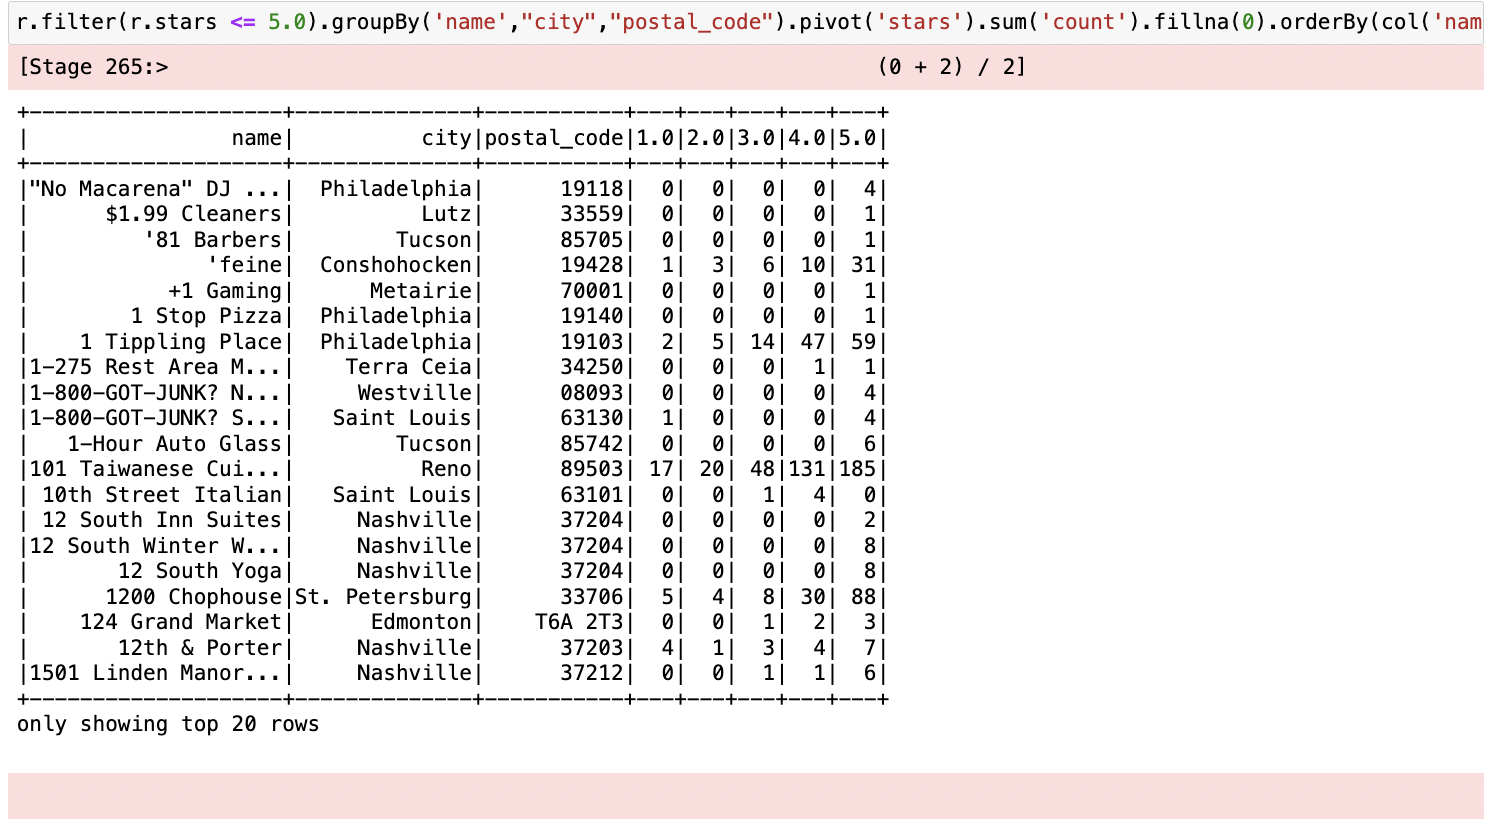 r.filter(r.stars <= 5.0).groupBy('name',"city","postal_code").pivot('stars').sum('count').fillna(0).orderBy(col('nam
[Stage 265:>                                                        (0 + 2) / 2]
+--------------------+--------------+-----------+---+---+---+---+---+
|                name|          city|postal_code|1.0|2.0|3.0|4.0|5.0|
+--------------------+--------------+-----------+---+---+---+---+---+
|"No Macarena" DJ ...|  Philadelphia|      19118|  0|  0|  0|  0|  4|
|      $1.99 Cleaners|          Lutz|      33559|  0|  0|  0|  0|  1|
|         '81 Barbers|        Tucson|      85705|  0|  0|  0|  0|  1|
|              'feine|  Conshohocken|      19428|  1|  3|  6| 10| 31|
|           +1 Gaming|      Metairie|      70001|  0|  0|  0|  0|  1|
|        1 Stop Pizza|  Philadelphia|      19140|  0|  0|  0|  0|  1|
|    1 Tippling Place|  Philadelphia|      19103|  2|  5| 14| 47| 59|
|1-275 Rest Area M...|    Terra Ceia|      34250|  0|  0|  0|  1|  1|
|1-800-GOT-JUNK? N...|     Westville|      08093|  0|  0|  0|  0|  4|
|1-800-GOT-JUNK? S...|   Saint Louis|      63130|  1|  0|  0|  0|  4|
|   1-Hour Auto Glass|        Tucson|      85742|  0|  0|  0|  0|  6|
|101 Taiwanese Cui...|          Reno|      89503| 17| 20| 48|131|185|
| 10th Street Italian|   Saint Louis|      63101|  0|  0|  1|  4|  0|
| 12 South Inn Suites|     Nashville|      37204|  0|  0|  0|  0|  2|
|12 South Winter W...|     Nashville|      37204|  0|  0|  0|  0|  8|
|       12 South Yoga|     Nashville|      37204|  0|  0|  0|  0|  8|
|      1200 Chophouse|St. Petersburg|      33706|  5|  4|  8| 30| 88|
|    124 Grand Market|      Edmonton|    T6A 2T3|  0|  0|  1|  2|  3|
|       12th & Porter|     Nashville|      37203|  4|  1|  3|  4|  7|
|1501 Linden Manor...|     Nashville|      37212|  0|  0|  1|  1|  6|
+--------------------+--------------+-----------+---+---+---+---+---+
only showing top 20 rows